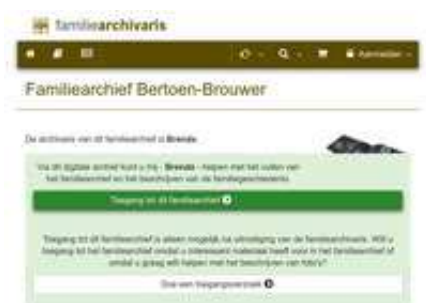 familiearchivaris
Aanmelden
Familiearchief Bertoen-Brouwer
De archivaris van dit familiearchief is Brenda.
Via dit digitale archief kunt u mij - Brenda - helpen met het vullen van
het familiearchief en het beschrijven van de familiegeschiedenis.
Toegang tot dit familiearchief
Toegang tot dit familiearchief is alleen mogelijk na uitnodiging van de familiearchivaris. Wilt u
toegang tot het familiearchief omdat u interessant materiaal heeft voor in het familiearchief of
omdat u graag wilt helpen met het beschrijven van foto's?
Doe een toegangsverzoek